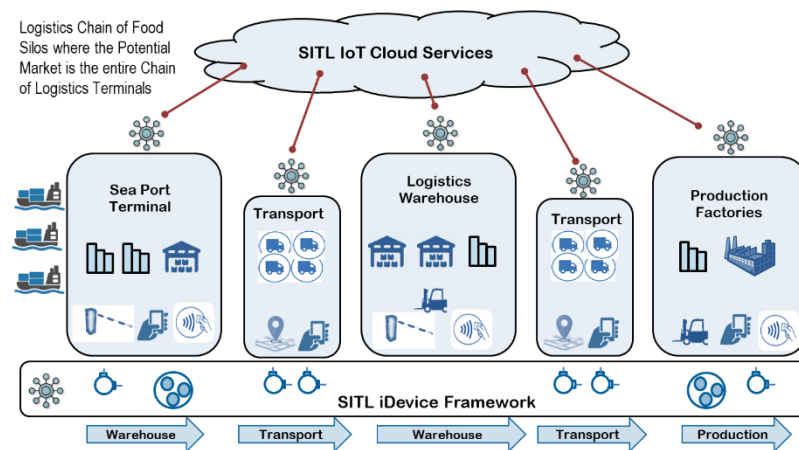 Logistics Chain of Food
Silos where the Potential
Market is the entire Chain
of Logistics Terminals
SITL IoT Cloud Services
Sea Port
Terminal
Transport
Logistics
Warehouse
Transport
Production
Factories
SITL iDevice Framework
Warehouse
Transport
Warehouse
Transport
Production